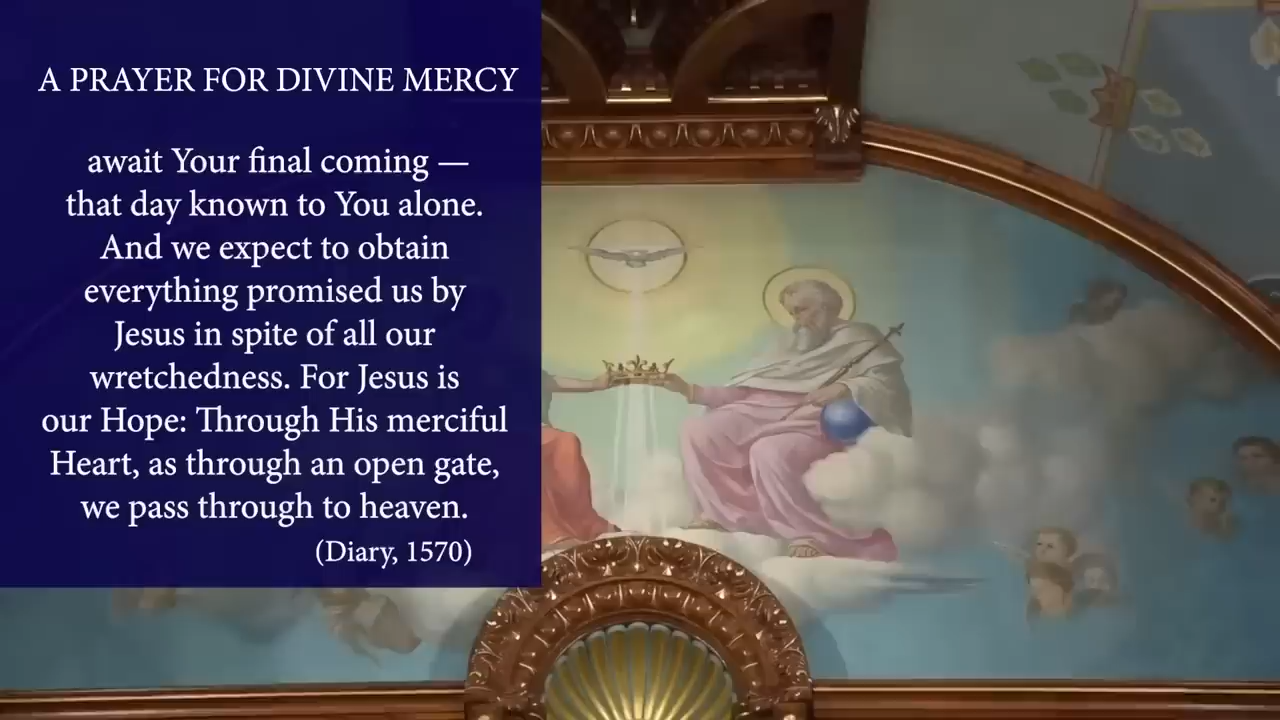 A PRAYER FOR DIVINE MERCY
await Your final coming —
that day known to You alone.
And we expect to obtain
everything promised us by
Jesus in spite of all our
wretchedness. For Jesus is
our Hope: Through His merciful
Heart, as through an open gate,
we pass through to heaven.
(Diary, 1570)